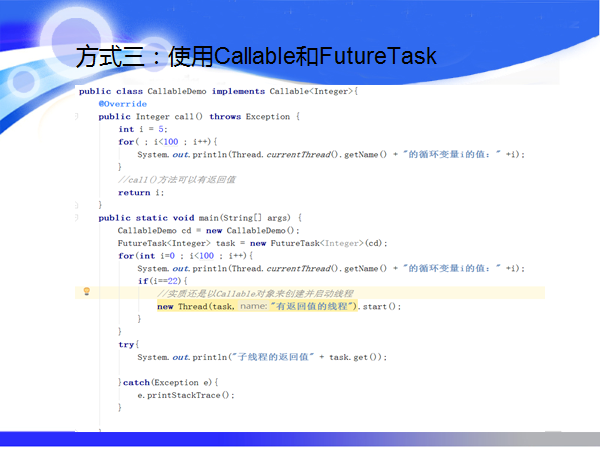 方式三：使用Callable和FutureTask
public class CallableDemo implements Callable<Integer>{
@Override
public Integer call() throws Exception {
int i = 5;
for( ; i<100 ; i++){
System.out.println(Thread.currentThread().getName() + "的循环变量i的值：" +i);
}
//call()方法可以有返回值
return i;
}
public static void main(String[] args) {
CallableDemo cd = new CallableDemo();
FutureTask<Integer> task = new FutureTask<Integer>(cd);
for(int i=0 ; i<100 ; i++){
System.out.println(Thread.currentThread().getName() + "的循环变量i的值：" +i);
if(i==22){
//实质还是以Callable对象来创建并启动线程
new Thread(task, name: "有返回值的线程").start();
}
}
try{
System.out.println("子线程的返回值" + task.get());
}catch(Exception e){
e.printStackTrace();
}
}